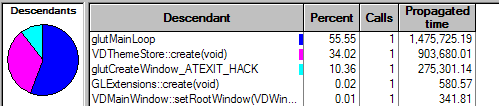 Descendants
Descendant Percent Calls Propagated time
glutMainLoop 55.55 1 1,475,725.19
VDThemeStore::create(void) 34.02 1 903,680.01
glutCreateWindow_ATEXIT_HACK 10.36 1 275,301.14
GLExtensions::create(void) 0.02 1 580.57
VDMainWindow::setRootWindow(VDWin... 0.01 1 341.81